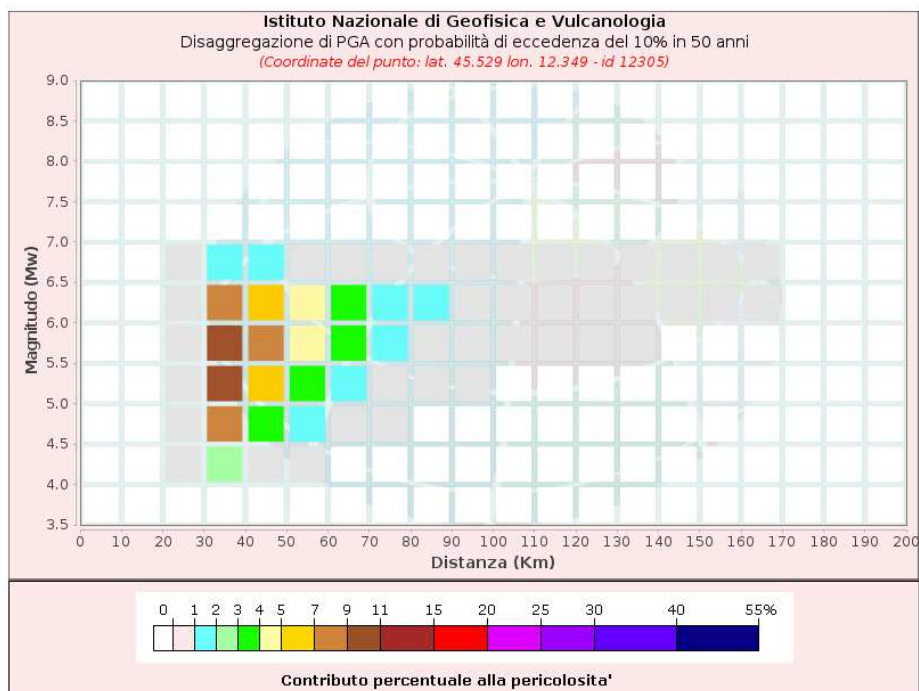 Istituto Nazionale di Geofisica e Vulcanologia
Disaggregazione di PGA con probabilità di eccedenza del 10% in 50 anni
(Coordinate del punto: lat. 45.529 lon. 12.349 - id 12305)
9.0
8.5
8.0
7.5
7.0
6.5
6.0
5.5
5.0
4.5
4.0
3.5
Magnitudo (Mw)
0 10 20 30 40 50 60 70 80 90 100 110 120 130 140 150 160 170 180 190 200
Distanza (Km)
0 1 2 3 4 5 7 9 11 15 20 25 30 40 55%
Contributo percentuale alla pericolosita'